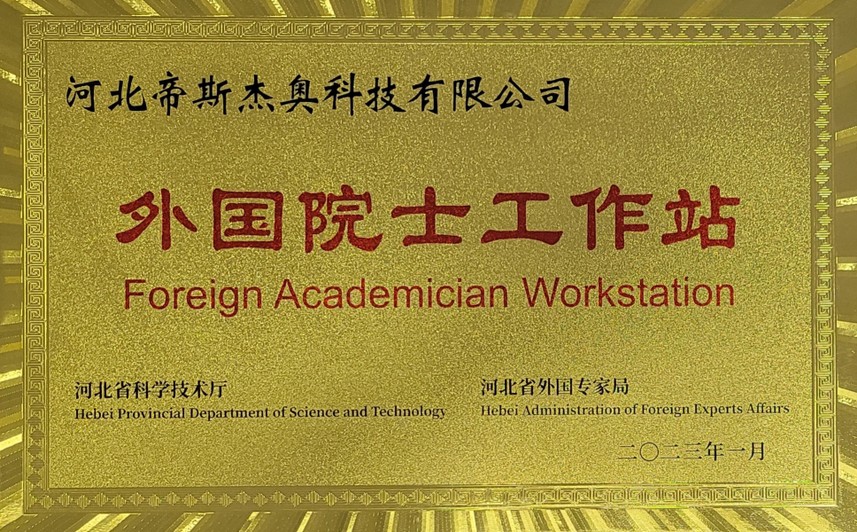 河北帝斯杰奥科技有限公司
外国院士工作站
Foreign Academician Workstation
河北省科学技术厅
Hebei Provincial Department of Science and Technology
河北省外国专家局
Hebei Administration of Foreign Experts Affairs
二〇二三年一月